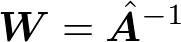 𝑾 = 𝑨̂⁻¹